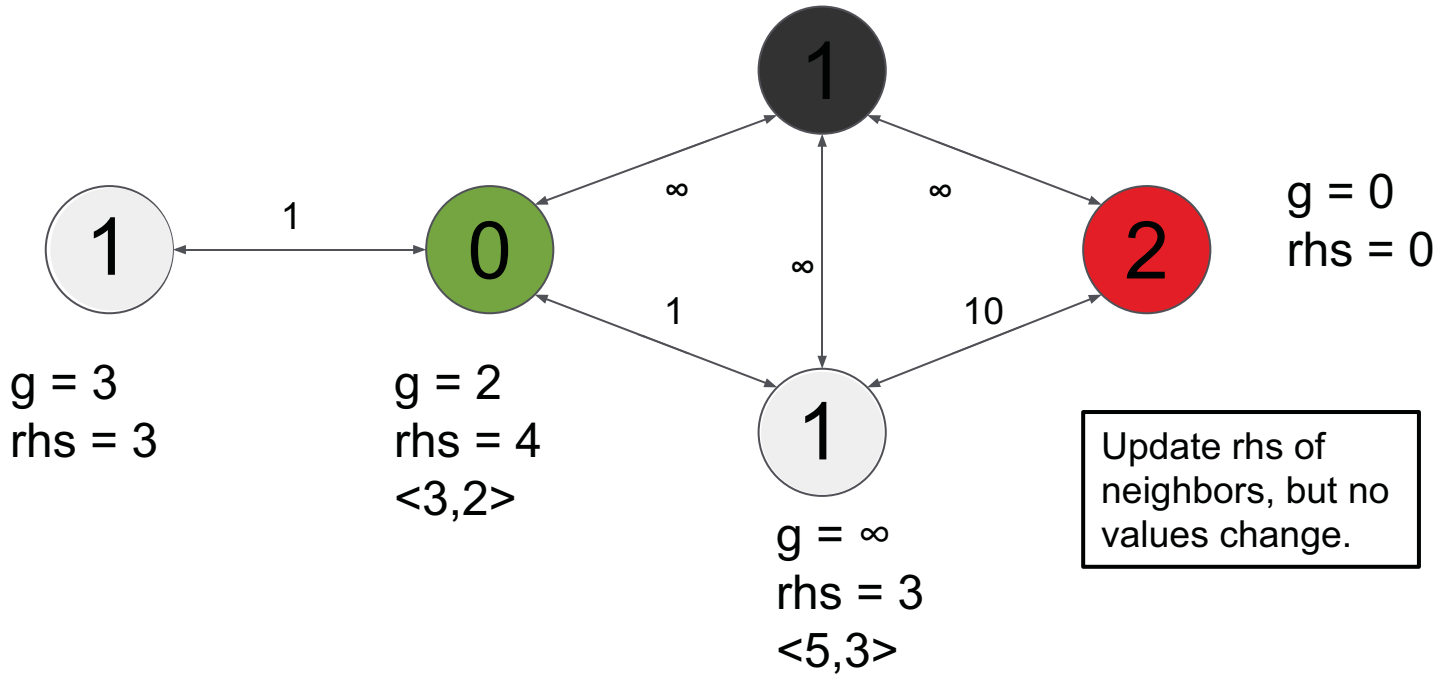 1
∞
∞
g = 0
rhs = 0
1
1
0
∞
2
1
10
g = 3
rhs = 3
g = 2
rhs = 4
<3,2>
1
g = ∞
rhs = 3
<5,3>
Update rhs of
neighbors, but no
values change.